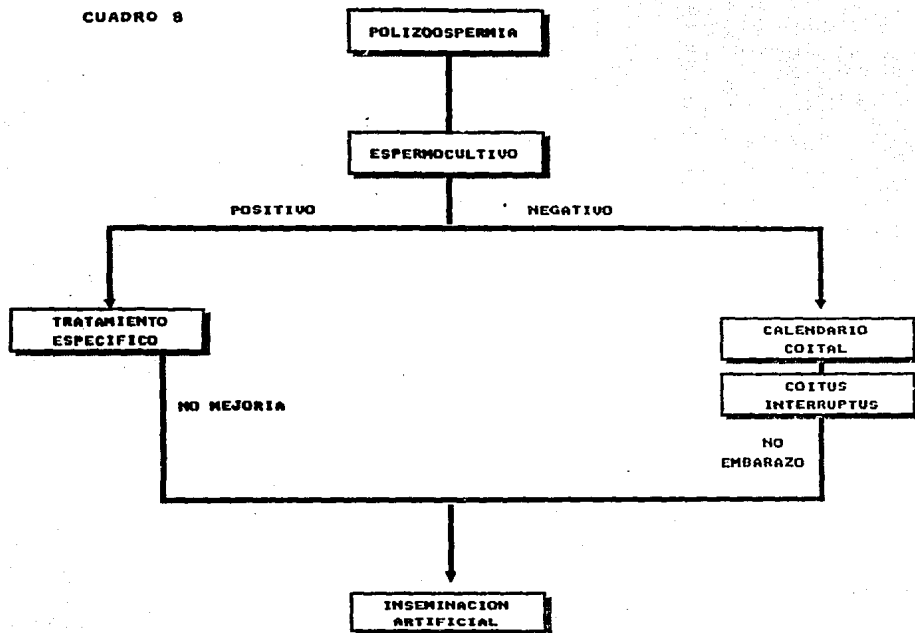 CUADRO 8
POLIZOOSPERMIA
ESPERMOCULTIVO
POSITIVO
NEGATIVO
TRATAMIENTO
ESPECIFICO
CALENDARIO
COITAL
COITUS
INTERRUPTUS
NO MEJORIA
NO
EMBARAZO
INSEMINACION
ARTIFICIAL